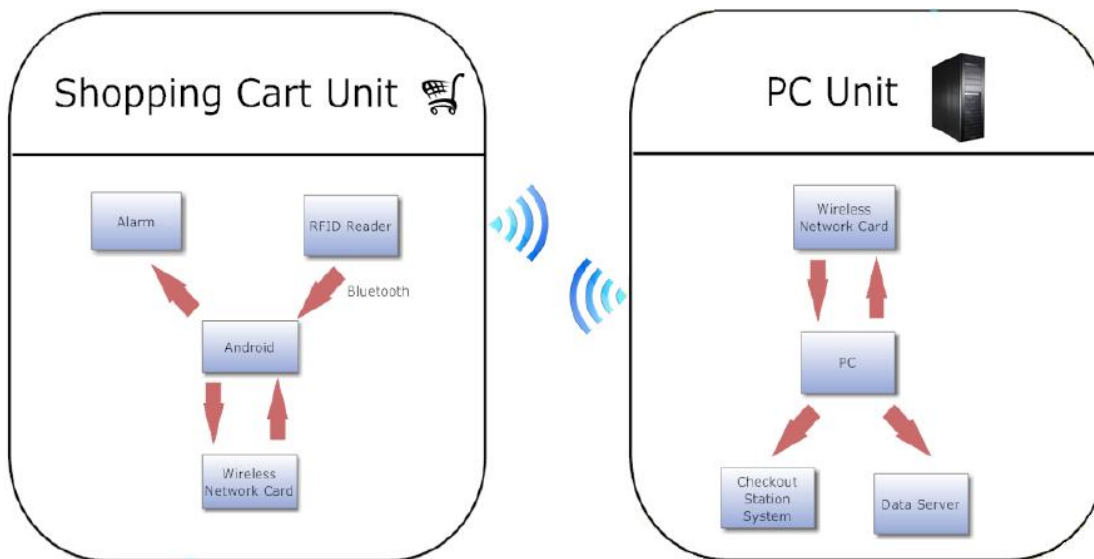 Shopping Cart Unit
Alarm
RFID Reader
Bluetooth
Android
Wireless
Network Card
PC Unit
Wireless
Network Card
PC
Checkout
Station
System
Data Server